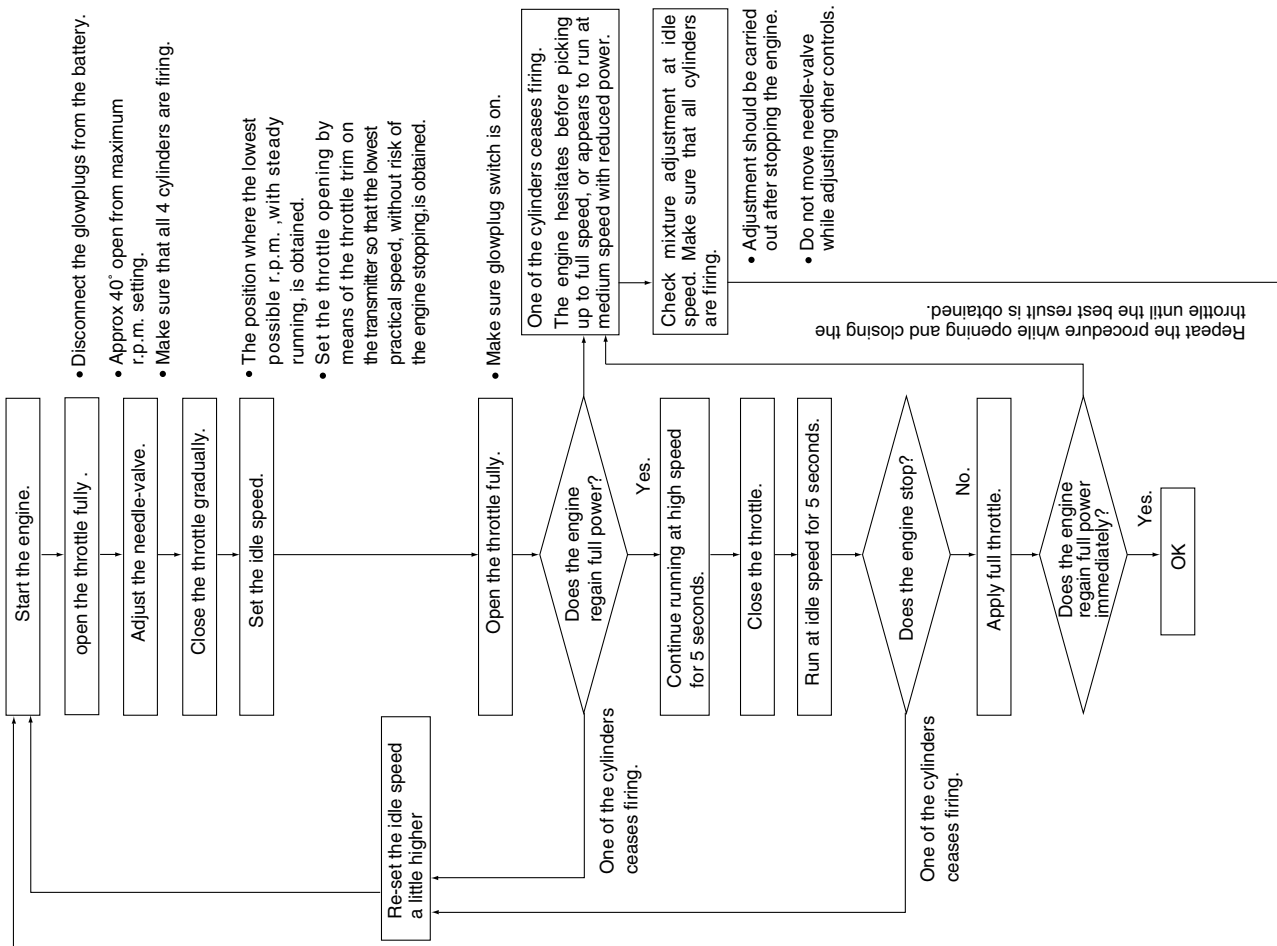 Start the engine.
open the throttle fully .
• Disconnect the glowplugs from the battery.
Adjust the needle-valve.
• Approx 40˚ open from maximum
r.p.m. setting.
• Make sure that all 4 cylinders are firing.
Close the throttle gradually.
Set the idle speed.
• The position where the lowest
possible r.p.m. ,with steady
running, is obtained.
• Set the throttle opening by
means of the throttle trim on
the transmitter so that the lowest
practical speed, without risk of
the engine stopping,is obtained.
Re-set the idle speed
a little higher
Open the throttle fully.
• Make sure glowplug switch is on.
Does the engine
regain full power?
One of the cylinders
ceases firing.
Yes.
One of the cylinders ceases firing.
The engine hesitates before picking
up to full speed, or appears to run at
medium speed with reduced power.
Check mixture adjustment at idle
speed. Make sure that all cylinders
are firing.
• Adjustment should be carried
out after stopping the engine.
• Do not move needle-valve
while adjusting other controls.
Continue running at high speed
for 5 seconds.
Close the throttle.
Run at idle speed for 5 seconds.
Does the engine stop?
One of the cylinders
ceases firing.
No.
Apply full throttle.
Does the engine
regain full power
immediately?
Yes.
OK
Repeat the procedure while opening and closing the
throttle until the best result is obtained.